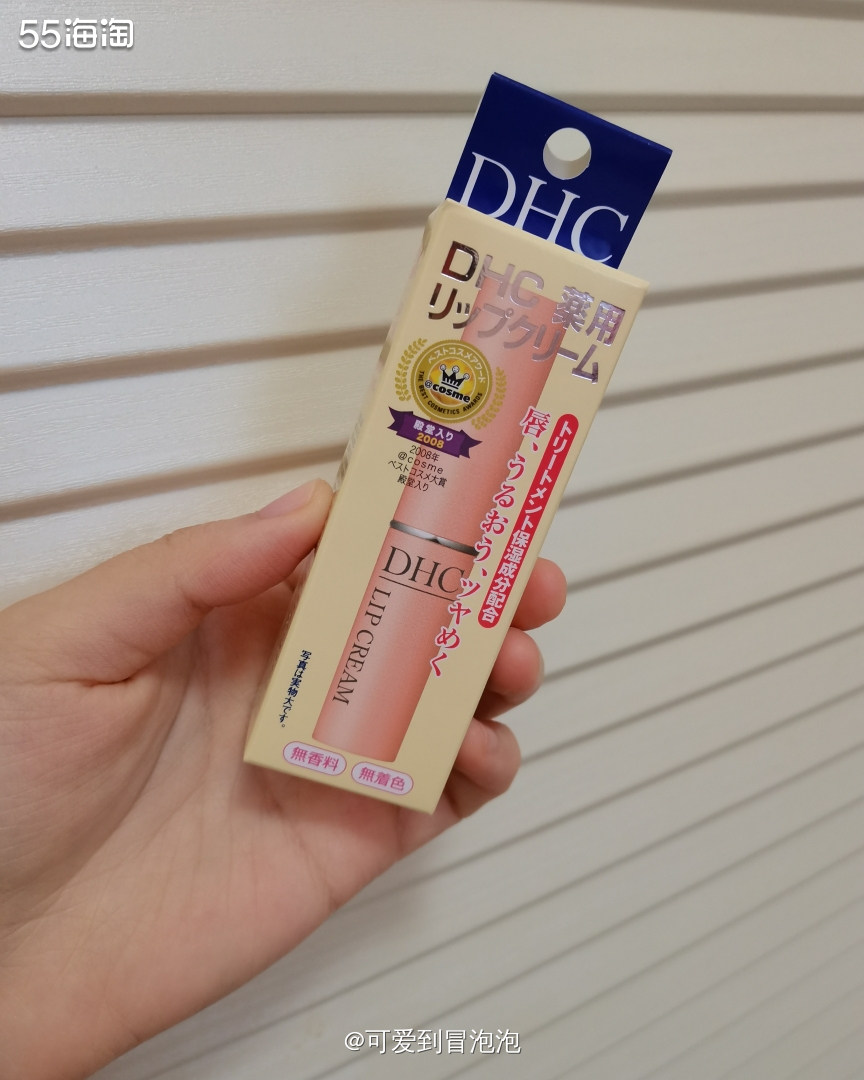 55海淘
DHC
DHC 薬用
リップクリーム
ベストコスメアワード
@cosme
THE BEST COSMETICS AWARDS
殿堂入り
2008
2008年
@cosme
ベストコスメ大賞
殿堂入り
トリートメント保湿成分配合
唇、うるおう、ツヤめく
DHC
LIP CREAM
写真は実物大です。
無香料
無着色
@可爱到冒泡泡